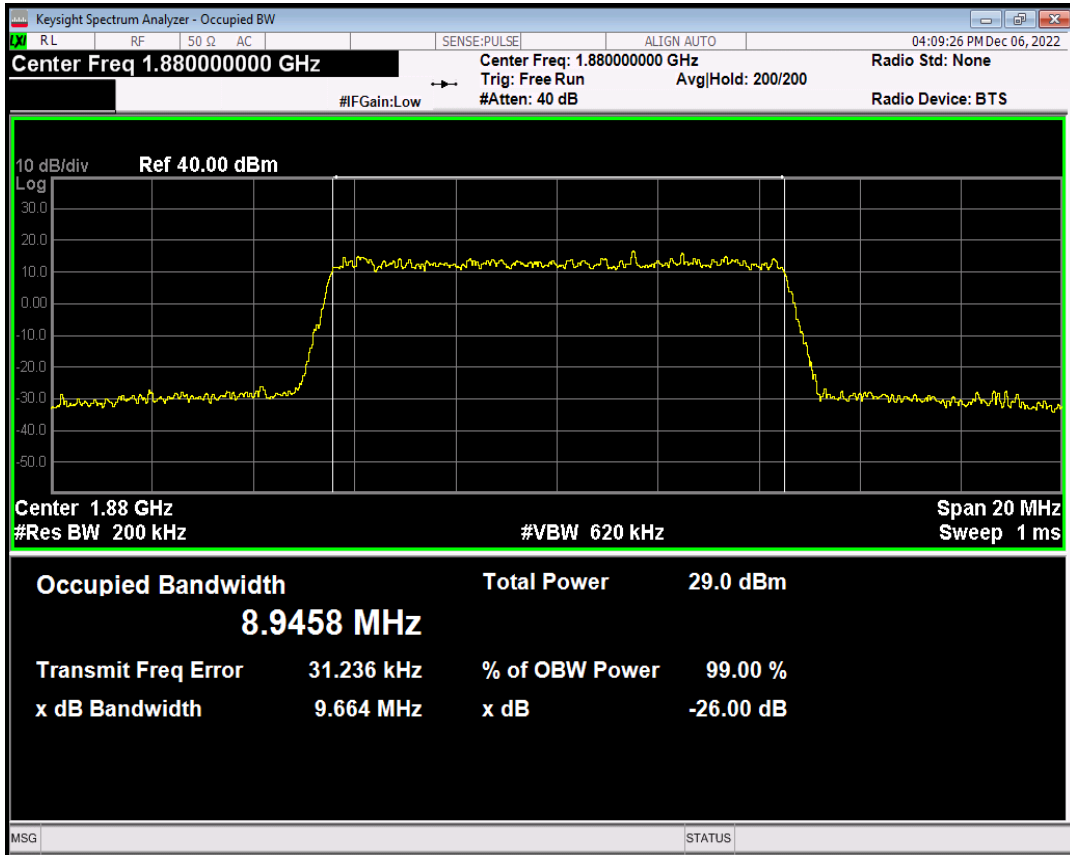 Keysight Spectrum Analyzer - Occupied BW
LXI RL RF 50 Ω AC SENSE:PULSE ALIGN AUTO 04:09:26 PM Dec 06, 2022
Center Freq 1.880000000 GHz Center Freq: 1.880000000 GHz Radio Std: None
Trig: Free Run Avg|Hold: 200/200
#IFGain:Low #Atten: 40 dB Radio Device: BTS
10 dB/div Ref 40.00 dBm
Log
30.0
20.0
10.0
0.00
-10.0
-20.0
-30.0
-40.0
-50.0
Center 1.88 GHz Span 20 MHz
#Res BW 200 kHz #VBW 620 kHz Sweep 1 ms
Occupied Bandwidth Total Power 29.0 dBm
8.9458 MHz
Transmit Freq Error 31.236 kHz % of OBW Power 99.00 %
x dB Bandwidth 9.664 MHz x dB -26.00 dB
MSG STATUS